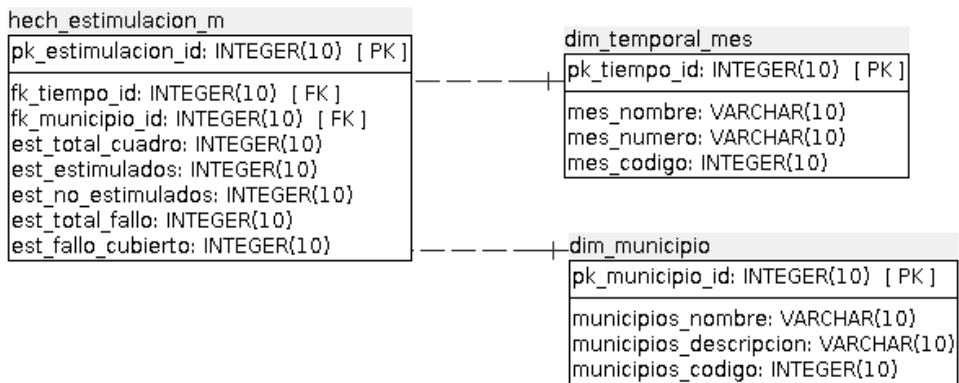 hech_estimulacion_m
pk_estimulacion_id: INTEGER(10) [ PK ]
fk_tiempo_id: INTEGER(10) [ FK ]
fk_municipio_id: INTEGER(10) [ FK ]
est_total_cuadro: INTEGER(10)
est_estimulados: INTEGER(10)
est_no_estimulados: INTEGER(10)
est_total_fallo: INTEGER(10)
est_fallo_cubierto: INTEGER(10)
dim_temporal_mes
pk_tiempo_id: INTEGER(10) [ PK ]
mes_nombre: VARCHAR(10)
mes_numero: VARCHAR(10)
mes_codigo: INTEGER(10)
dim_municipio
pk_municipio_id: INTEGER(10) [ PK ]
municipios_nombre: VARCHAR(10)
municipios_descripcion: VARCHAR(10)
municipios_codigo: INTEGER(10)